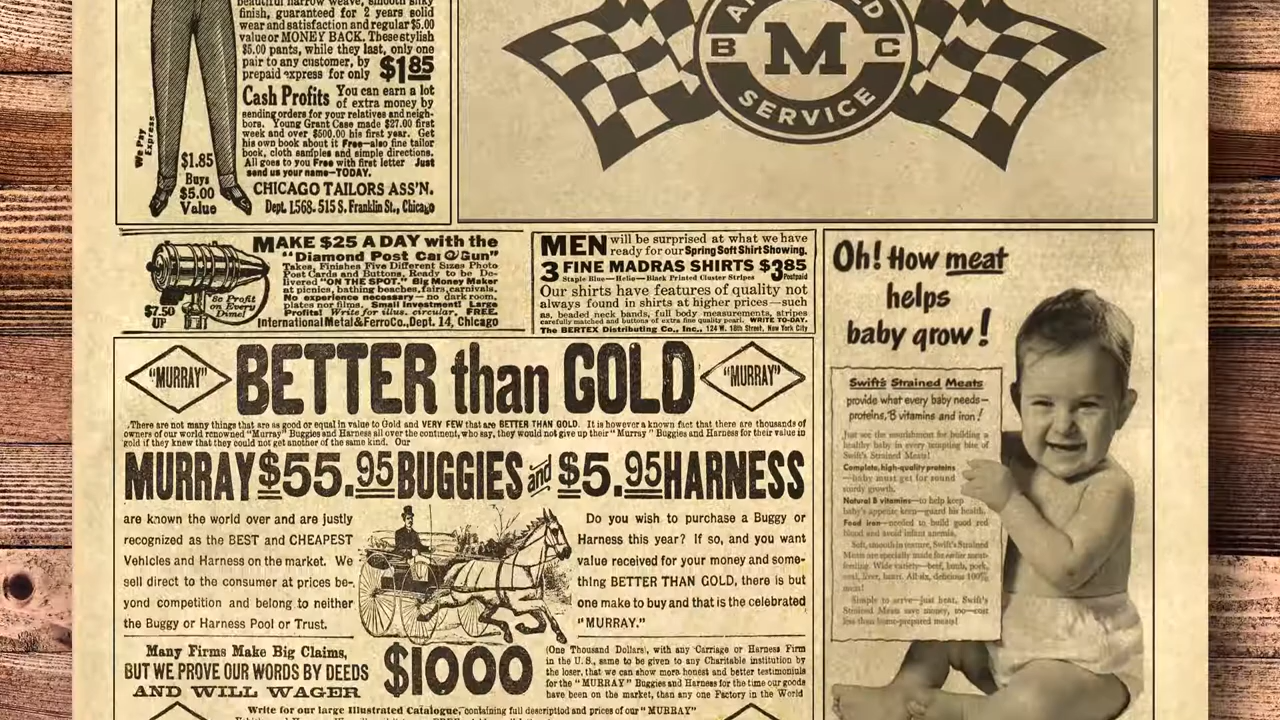 beautiful narrow weave, smooth silky
finish, guaranteed for 2 years solid
wear and satisfaction and regular $5.00
value or MONEY BACK. These stylish
$5.00 pants, while they last, only one
pair to any customer, by
prepaid express for only $1.85
Cash Profits You can earn a lot
of extra money by
sending orders for your relatives and neigh-
bors. Young Grant Case made $27.00 first
week and over $500.00 his first year. Get
his own book about it Free—also fine tailor
book, cloth samples and simple directions.
All goes to you Free with first letter Just
send us your name—TODAY.
CHICAGO TAILORS ASS'N.
Dept. 1,568. 515 S. Franklin St., Chicago
We Pay
Express
$1.85
Buys
$5.00
Value
B M C
SERVICE
MAKE $25 A DAY with the
"Diamond Post Card Gun"
Takes, Finishes Five Different Sizes Photo
Post Cards and Buttons, Ready to be De-
livered "ON THE SPOT." Big Money Maker
at picnics, bathing beaches, fairs, carnivals.
No experience necessary—no dark room,
plates nor films. Small Investment! Large
Profits! Write for illus. circular, FREE.
International Metal & Ferro Co., Dept. 14, Chicago
$7.50
UP
8c Profit
on Every
Dime!
MEN will be surprised at what we have
ready for our Spring Soft Shirt Showing.
3 FINE MADRAS SHIRTS $3.85
Postpaid
Staple Blue—Helio—Black Printed Cluster Stripes
Our shirts have features of quality not
always found in shirts at higher prices—such
as, beaded neck bands, full body measurements, stripes
carefully matched and buttons of extra fine quality pearl. WRITE TO-DAY.
The BERTEX Distributing Co., Inc., 124 W. 18th Street, New York City
"MURRAY" BETTER than GOLD "MURRAY"
There are not many things that are as good or equal in value to Gold and VERY FEW that are BETTER THAN GOLD. It is however a known fact that there are thousands of
owners of our world renowned "Murray" Buggies and Harness all over the continent, who say, they would not give up their "Murray" Buggies and Harness for their value in
gold if they knew that they could not get another of the same kind. Our
MURRAY $55.95 BUGGIES and $5.95 HARNESS
are known the world over and are justly
recognized as the BEST and CHEAPEST
Vehicles and Harness on the market. We
sell direct to the consumer at prices be-
yond competition and belong to neither
the Buggy or Harness Pool or Trust.
Do you wish to purchase a Buggy or
Harness this year? If so, and you want
value received for your money and some-
thing BETTER THAN GOLD, there is but
one make to buy and that is the celebrated
"MURRAY."
Many Firms Make Big Claims,
BUT WE PROVE OUR WORDS BY DEEDS
AND WILL WAGER
$1000
(One Thousand Dollars), with any Carriage or Harness Firm
in the U.S., same to be given to any Charitable institution by
the loser, that we can show more honest and better testimonials
for the "MURRAY" Buggies and Harness for the time our goods
have been on the market, than any one Factory in the World
Write for our large Illustrated Catalogue, containing full description and prices of our "MURRAY"
Oh! How meat
helps
baby grow!
Swift's Strained Meats
provide what every baby needs—
proteins, B vitamins and iron!
Just see the nourishment for building a
healthy baby in every tempting bite of
Swift's Strained Meats!
Complete, high-quality proteins
—baby must get for sound
sturdy growth.
Natural B vitamins—to help keep
baby's appetite keen—guard his health.
Food iron—needed to build good red
blood and avoid infant anemia.
Soft, smooth in texture, Swift's Strained
Meats are specially made for earlier meat-
feeding. Wide variety—beef, lamb, pork,
veal, liver, heart. All six, delicious 100%
meat!
Simple to serve—just heat, Swift's
Strained Meats save money, too—cost
less than home-prepared meats!